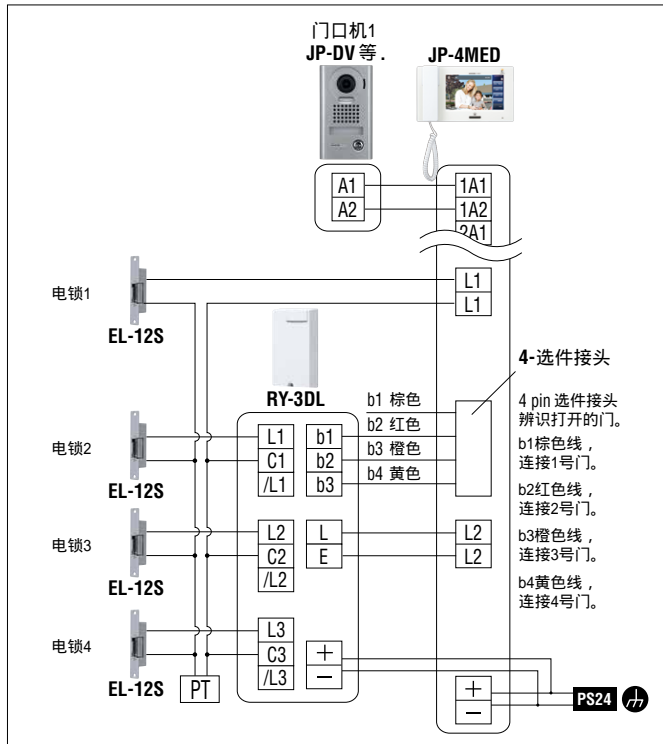 门口机1
JP-DV 等 .
JP-4MED
A1
A2
1A1
1A2
2A1
电锁1
EL-12S
L1
L1
RY-3DL
4-选件接头
4 pin 选件接头
辨识打开的门。
b1棕色线，
连接1号门。
b2红色线，
连接2号门。
b3橙色线，
连接3号门。
b4黄色线，
连接4号门。
b1 棕色
b2 红色
b3 橙色
b4 黄色
电锁2
EL-12S
L1
C1
/L1
b1
b2
b3
电锁3
EL-12S
L2
C2
/L2
L
E
L2
L2
电锁4
EL-12S
PT
L3
C3
/L3
+
−
+
−
PS24